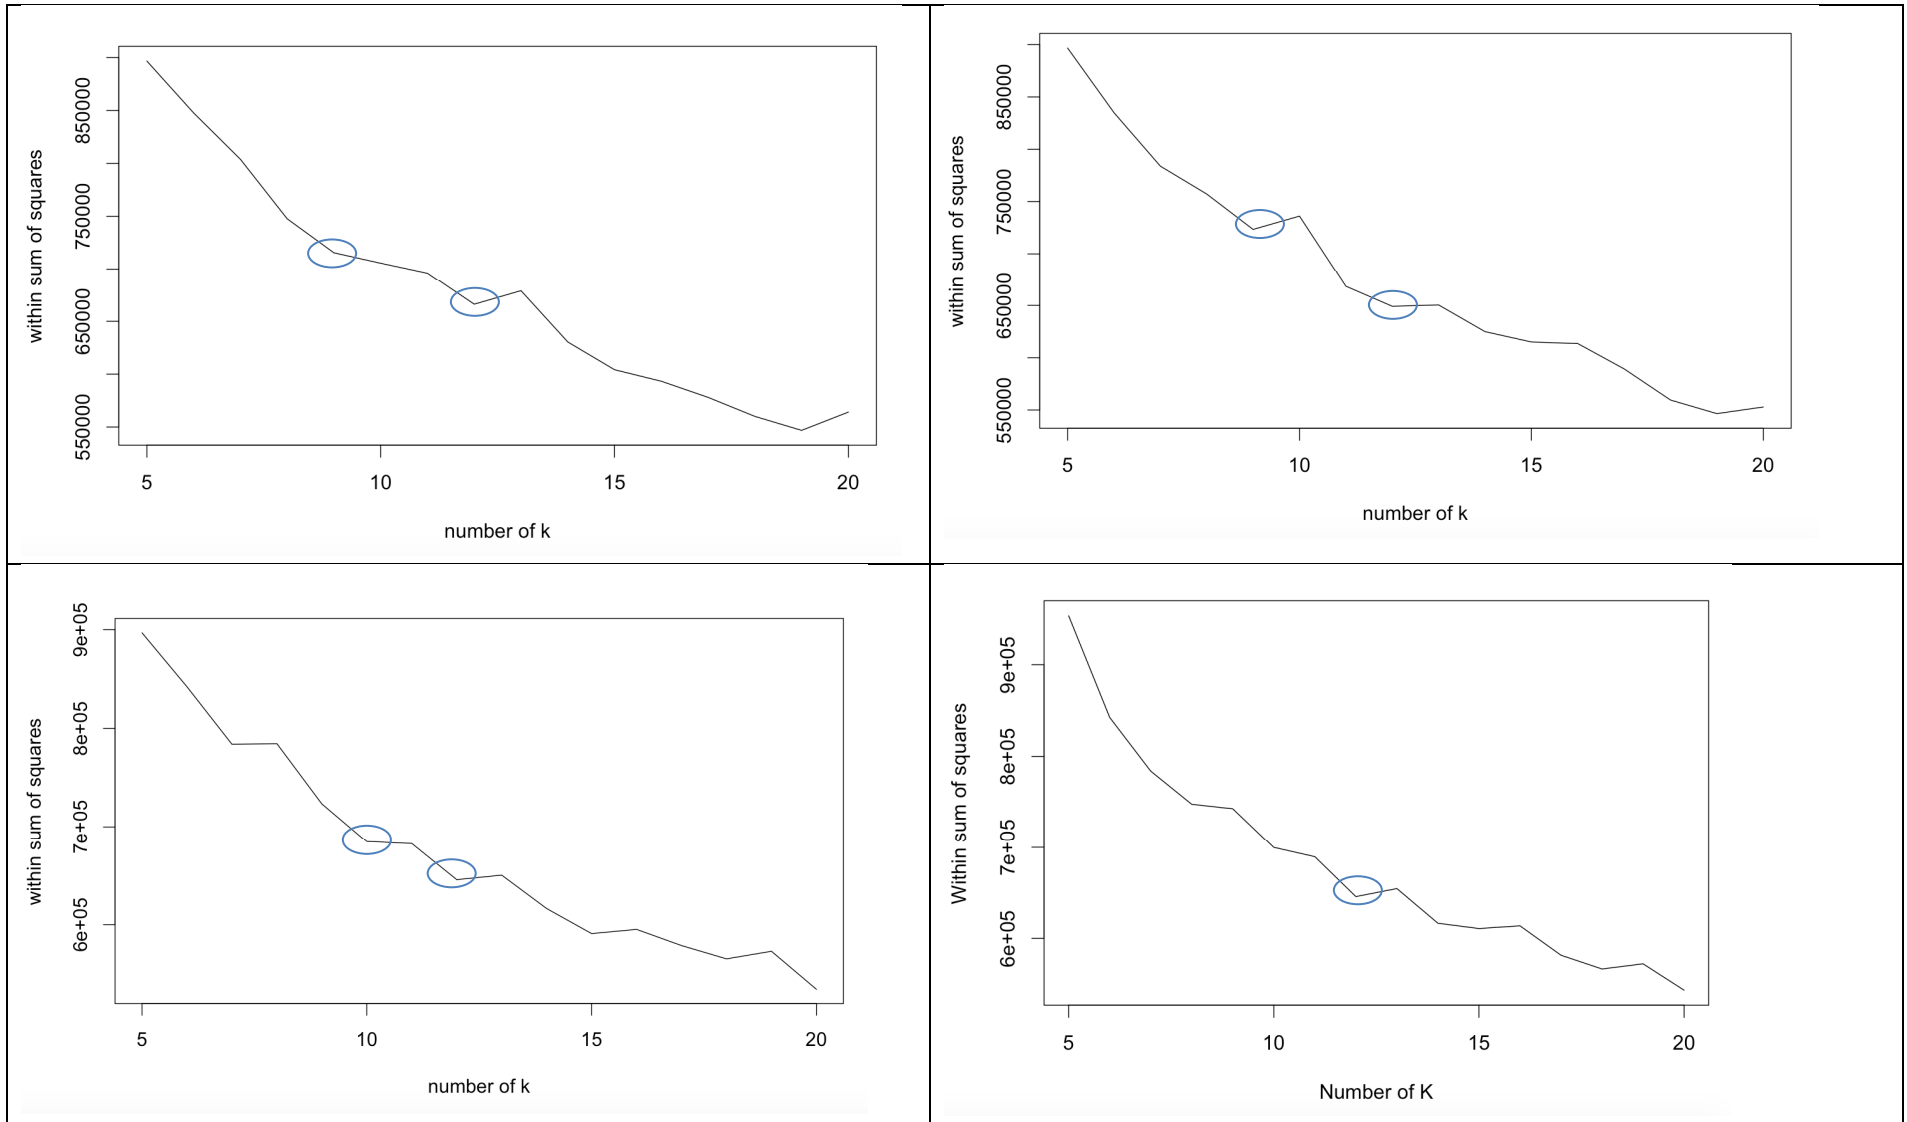 within sum of squares
850000
750000
650000
550000
5 10 15 20
number of k
within sum of squares
850000
750000
650000
550000
5 10 15 20
number of k
within sum of squares
9e+05
8e+05
7e+05
6e+05
5 10 15 20
number of k
Within sum of squares
9e+05
8e+05
7e+05
6e+05
5 10 15 20
Number of K